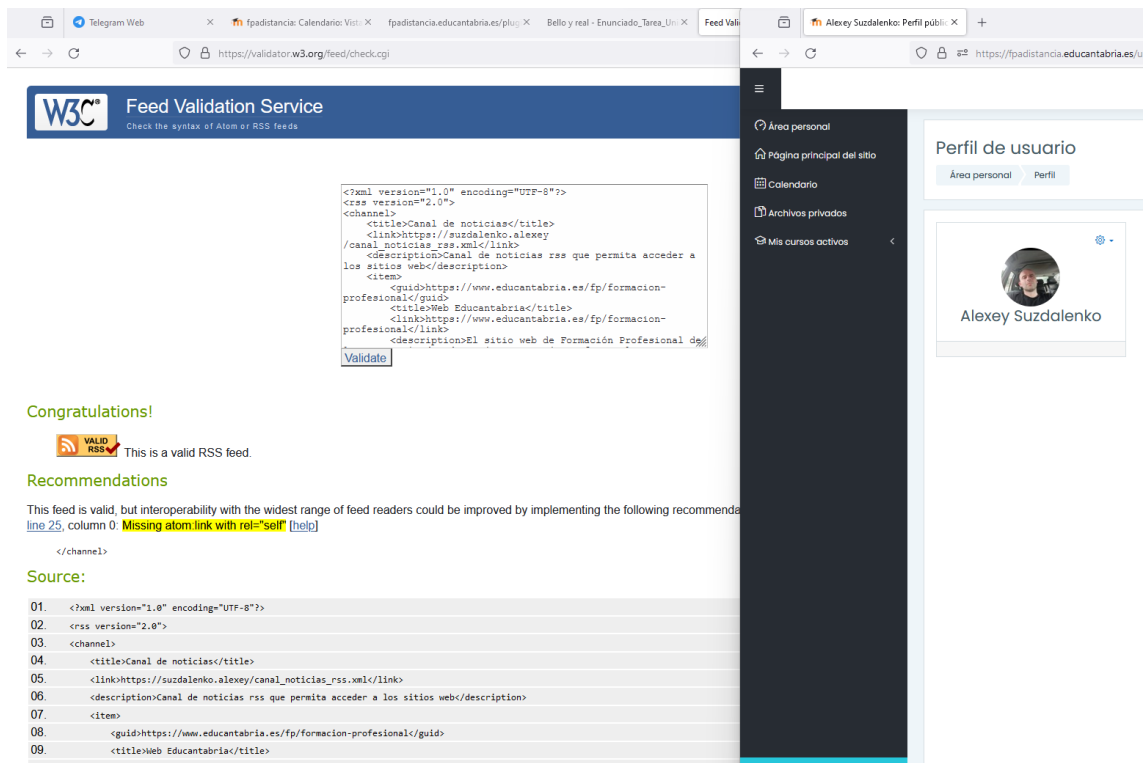 Telegram Web
fpadistancia: Calendario: Vista
fpadistancia.educantabria.es/plug
Bello y real - Enunciado_Tarea_Uni
Feed Vali
https://validator.w3.org/feed/check.cgi
W3C®
Feed Validation Service
Check the syntax of Atom or RSS feeds
<?xml version="1.0" encoding="UTF-8"?>
<rss version="2.0">
<channel>
<title>Canal de noticias</title>
<link>https://suzdalenko.alexey
/canal_noticias_rss.xml</link>
<description>Canal de noticias rss que permita acceder a
los sitios web</description>
<item>
<guid>https://www.educantabria.es/fp/formacion-
profesional</guid>
<title>Web Educantabria</title>
<link>https://www.educantabria.es/fp/formacion-
profesional</link>
<description>El sitio web de Formación Profesional de
Validate
Congratulations!
VALID
RSS
This is a valid RSS feed.
Recommendations
This feed is valid, but interoperability with the widest range of feed readers could be improved by implementing the following recommenda
line 25, column 0: Missing atom:link with rel="self" [help]
</channel>
Source:
01. <?xml version="1.0" encoding="UTF-8"?>
02. <rss version="2.0">
03. <channel>
04. <title>Canal de noticias</title>
05. <link>https://suzdalenko.alexey/canal_noticias_rss.xml</link>
06. <description>Canal de noticias rss que permita acceder a los sitios web</description>
07. <item>
08. <guid>https://www.educantabria.es/fp/formacion-profesional</guid>
09. <title>Web Educantabria</title>
Alexey Suzdalenko: Perfil públic
https://fpadistancia.educantabria.es/u
Área personal
Página principal del sitio
Calendario
Archivos privados
Mis cursos activos
Perfil de usuario
Área personal
Perfil
Alexey Suzdalenko